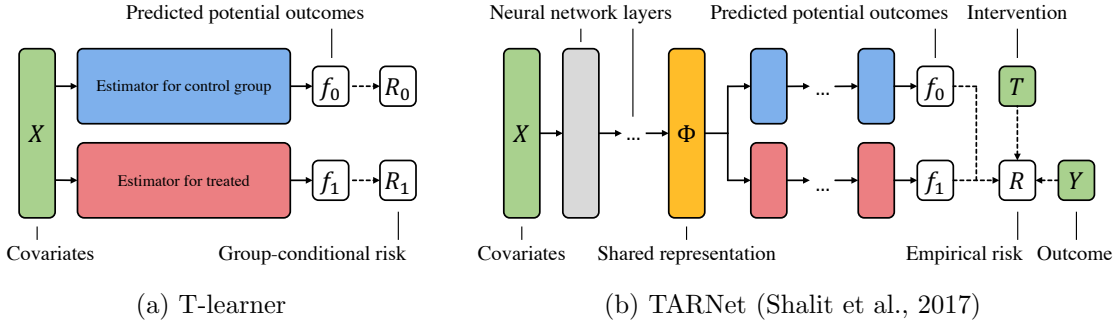 Predicted potential outcomes
X
Estimator for control group
f₀
R₀
Estimator for treated
f₁
R₁
Covariates
Group-conditional risk
(a) T-learner
Neural network layers
Predicted potential outcomes
Intervention
X
...
Φ
...
f₀
T
...
f₁
R
Y
Covariates
Shared representation
Empirical risk
Outcome
(b) TARNet (Shalit et al., 2017)